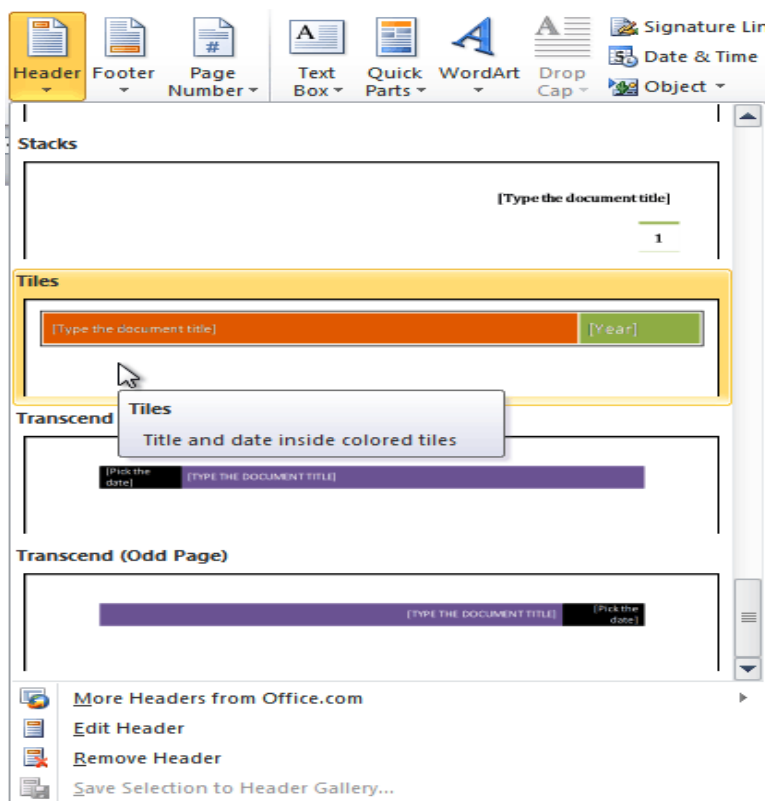 Header Footer Page Number Text Box Quick Parts WordArt Drop Cap Signature Lin
Date & Time
Object
Stacks
[Type the document title]
1
Tiles
[Type the document title] [Year]
Tiles
Title and date inside colored tiles
Transcend
[Pick the date] [TYPE THE DOCUMENT TITLE]
Transcend (Odd Page)
[TYPE THE DOCUMENT TITLE] [Pick the date]
More Headers from Office.com
Edit Header
Remove Header
Save Selection to Header Gallery...